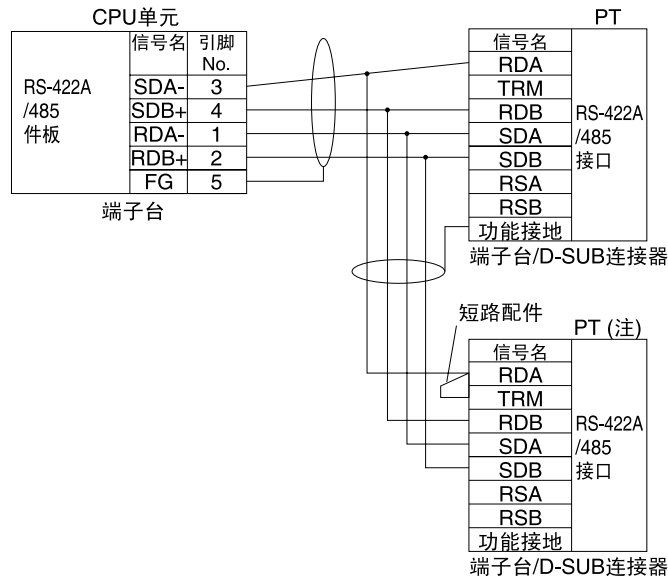 CPU单元
信号名 引脚
No.
RS-422A
/485
件板
SDA- 3
SDB+ 4
RDA- 1
RDB+ 2
FG 5
端子台
PT
信号名
RDA
TRM
RDB
SDA
SDB
RSA
RSB
功能接地
RS-422A
/485
接口
端子台/D-SUB连接器
短路配件
PT (注)
信号名
RDA
TRM
RDB
SDA
SDB
RSA
RSB
功能接地
RS-422A
/485
接口
端子台/D-SUB连接器